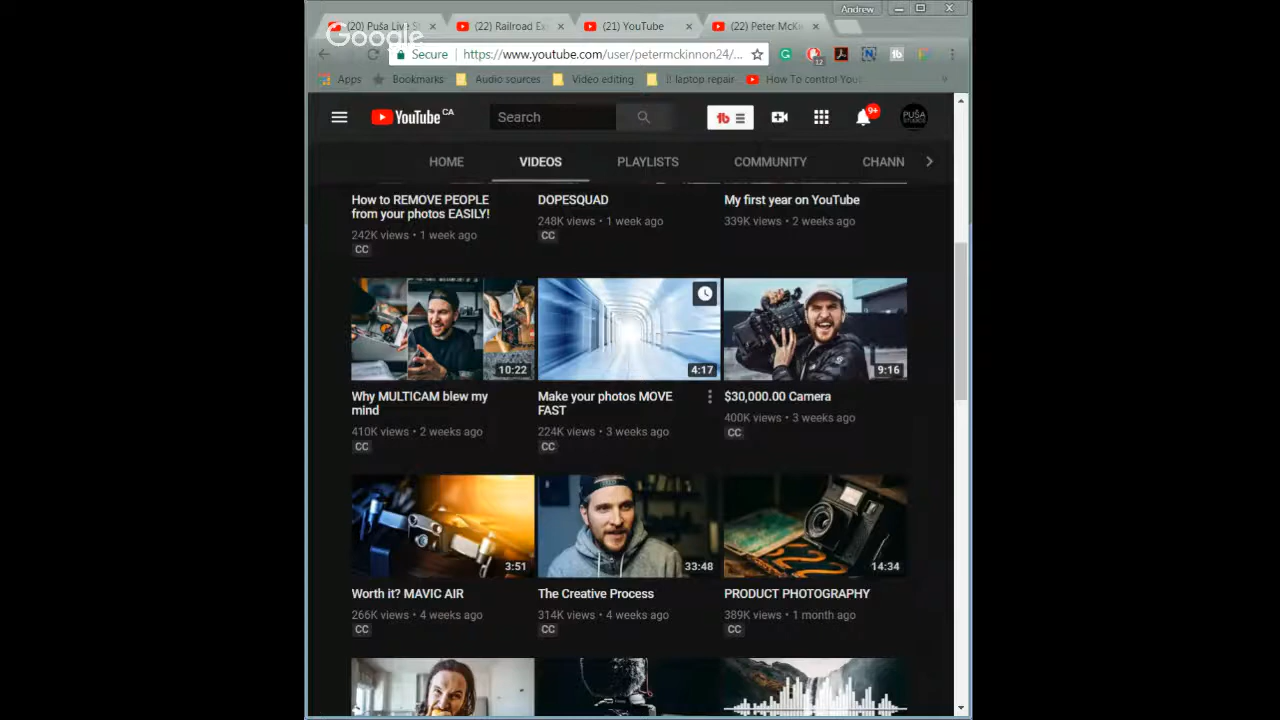 Andrew
(20) Puša Live S
(22) Railroad Ex
(21) YouTube
(22) Peter McKi
Google
Secure
https://www.youtube.com/user/petermckinnon24/...
12
Apps
Bookmarks
Audio sources
Video editing
!! laptop repair
How To control You
YouTube CA
Search
9+
PUŠA
HOME
VIDEOS
PLAYLISTS
COMMUNITY
CHANN
How to REMOVE PEOPLE
from your photos EASILY!
242K views • 1 week ago
CC
DOPESQUAD
248K views • 1 week ago
CC
My first year on YouTube
339K views • 2 weeks ago
10:22
Why MULTICAM blew my
mind
410K views • 2 weeks ago
CC
4:17
Make your photos MOVE
FAST
224K views • 3 weeks ago
CC
9:16
$30,000.00 Camera
400K views • 3 weeks ago
CC
3:51
Worth it? MAVIC AIR
266K views • 4 weeks ago
CC
33:48
The Creative Process
314K views • 4 weeks ago
CC
14:34
PRODUCT PHOTOGRAPHY
389K views • 1 month ago
CC